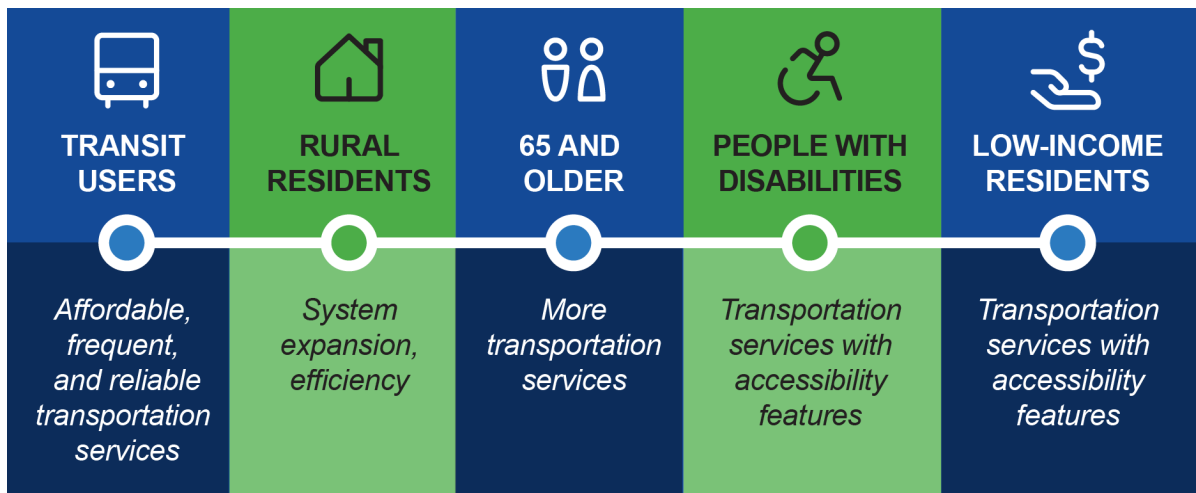 TRANSIT
USERS
Affordable,
frequent,
and reliable
transportation
services
RURAL
RESIDENTS
System
expansion,
efficiency
65 AND
OLDER
More
transportation
services
PEOPLE WITH
DISABILITIES
Transportation
services with
accessibility
features
$
LOW-INCOME
RESIDENTS
Transportation
services with
accessibility
features